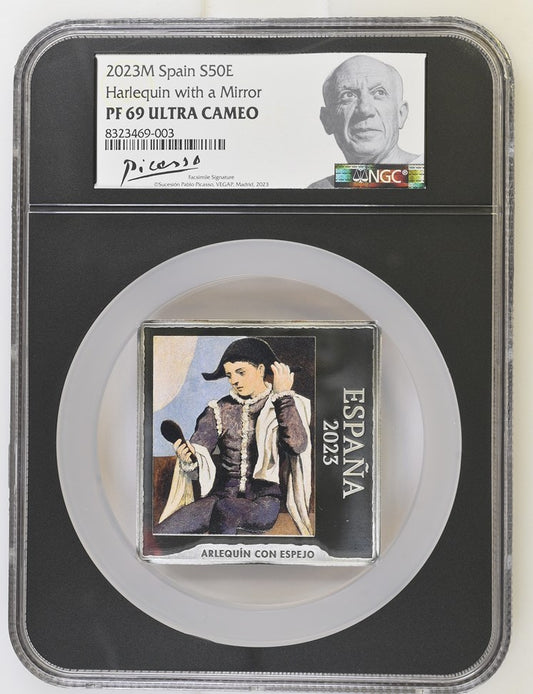 2023M Spain S50E
Harlequin with a Mirror
PF 69 ULTRA CAMEO
8323469-003
Picasso
Facsimile Signature
©Sucesión Pablo Picasso, VEGAP, Madrid, 2023
NGC®
ESPAÑA
2023
ARLEQUÍN CON ESPEJO